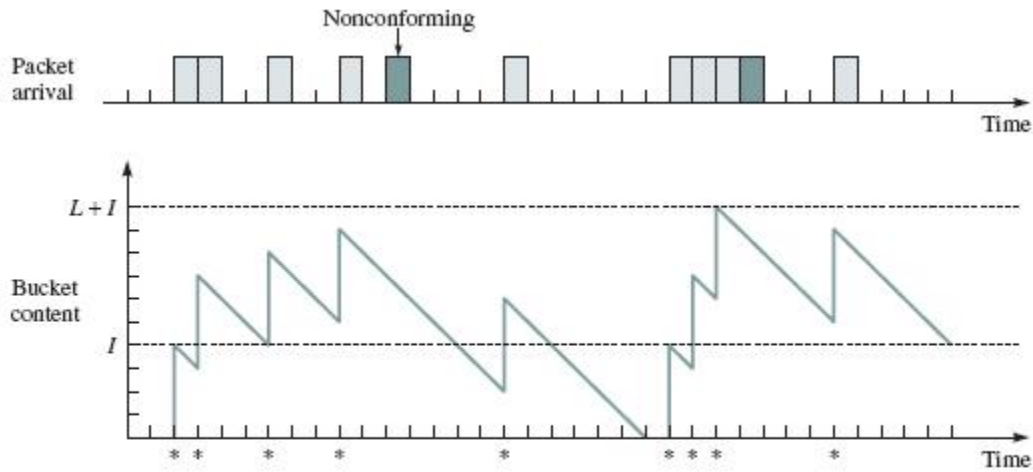 Nonconforming
Packet
arrival
Time
L + I
Bucket
content
I
* * * * * * * * *
Time